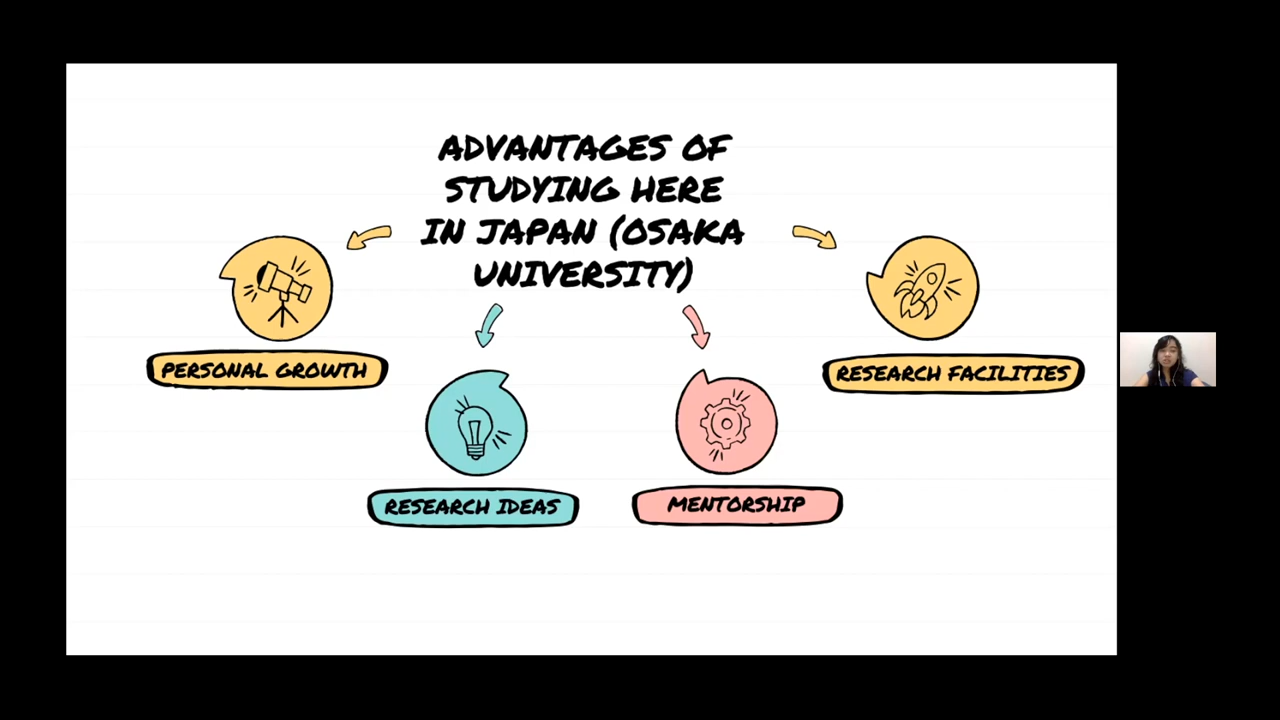 ADVANTAGES OF
STUDYING HERE
IN JAPAN (OSAKA
UNIVERSITY)
PERSONAL GROWTH
RESEARCH IDEAS
MENTORSHIP
RESEARCH FACILITIES